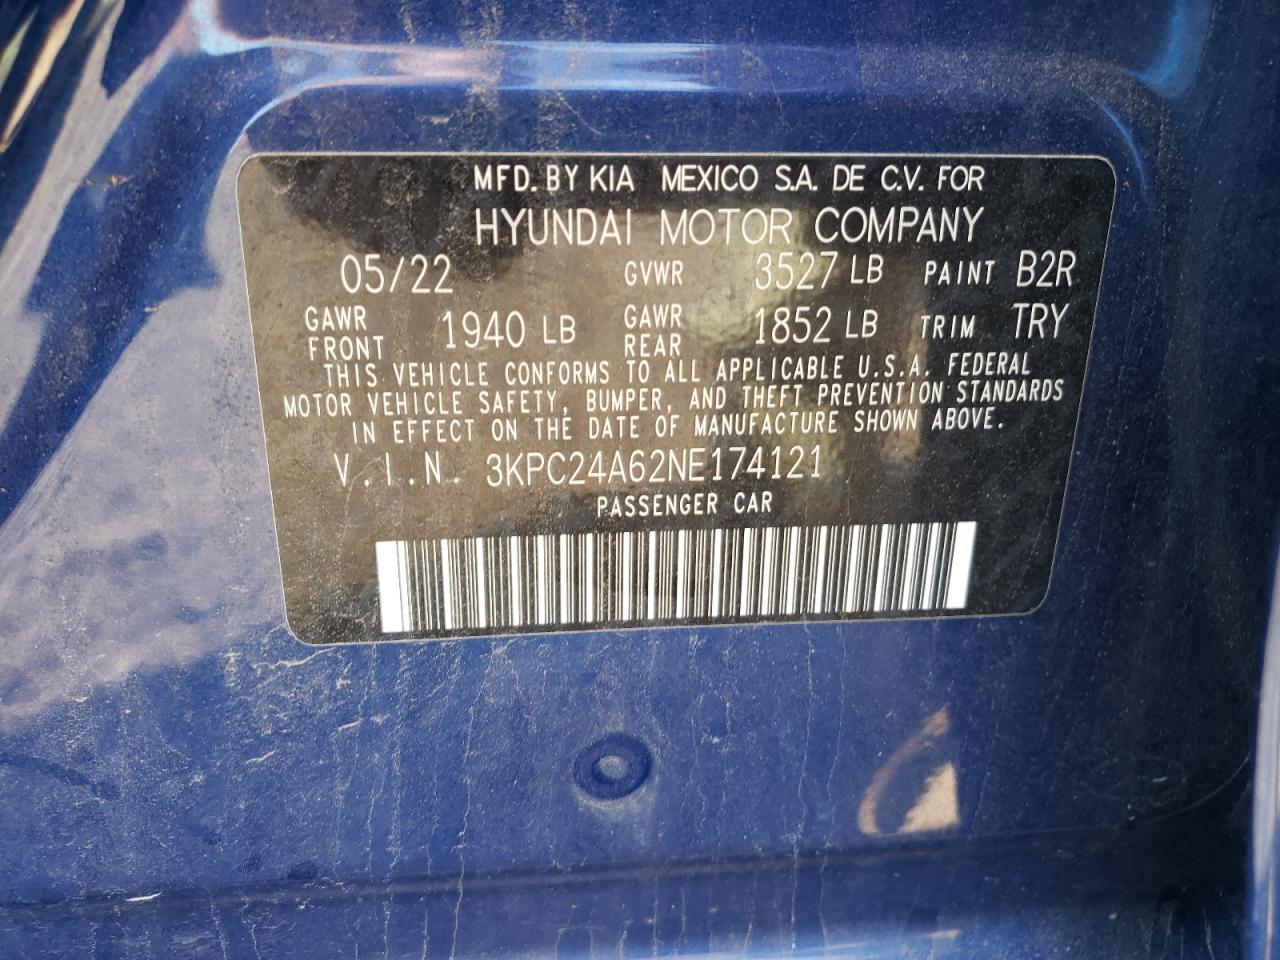 MFD. BY KIA MEXICO S.A. DE C.V. FOR
HYUNDAI MOTOR COMPANY
05/22 GVWR 3527 LB PAINT B2R
GAWR FRONT 1940 LB GAWR REAR 1852 LB TRIM TRY
THIS VEHICLE CONFORMS TO ALL APPLICABLE U.S.A. FEDERAL
MOTOR VEHICLE SAFETY, BUMPER, AND THEFT PREVENTION STANDARDS
IN EFFECT ON THE DATE OF MANUFACTURE SHOWN ABOVE.
V.I.N. 3KPC24A62NE174121
PASSENGER CAR